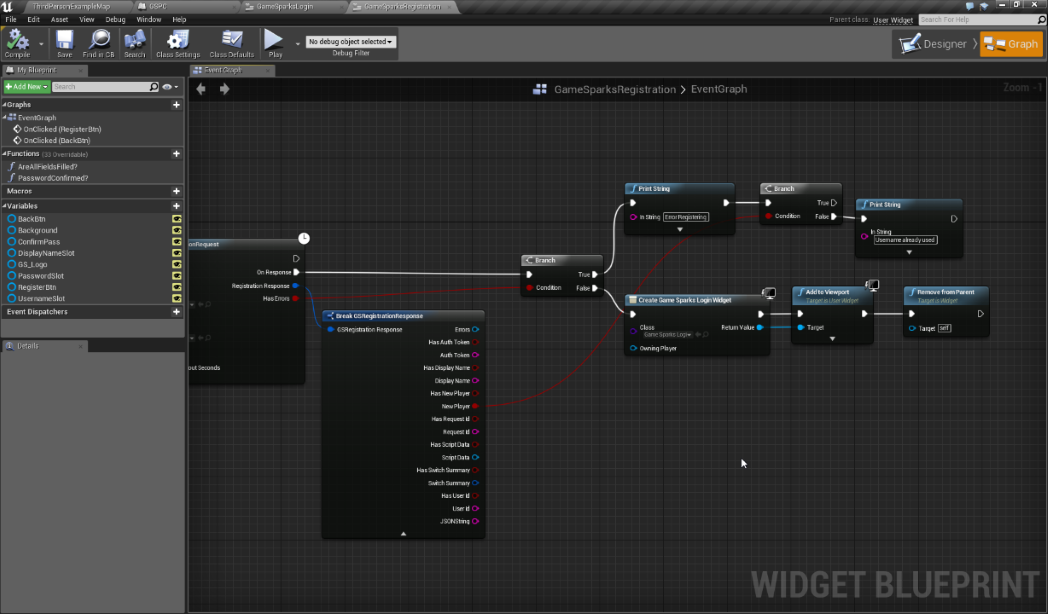 ThirdPersonExampleMap
GSPC
GameSparksLogin
GameSparksRegistration
File Edit Asset View Debug Window Help
Parent class: User Widget
Search For Help
Compile
Save
Find in CB
Search
Class Settings
Class Defaults
Play
No debug object selected
Debug Filter
Designer
Graph
My Blueprint
Event Graph
+ Add New
Search
GameSparksRegistration > EventGraph
Zoom -1
Graphs
EventGraph
OnClicked (RegisterBtn)
OnClicked (BackBtn)
Functions (33 Overridable)
AreAllFieldsFilled?
PasswordConfirmed?
Macros
Variables
BackBtn
Background
ConfirmPass
DisplayNameSlot
GS_Logo
PasswordSlot
RegisterBtn
UsernameSlot
Event Dispatchers
Details
onRequest
On Response
Registration Response
Has Errors
out Seconds
Break GSRegistrationResponse
GSRegistration Response
Errors
Has Auth Token
Auth Token
Has Display Name
Display Name
Has New Player
New Player
Has Request Id
Request Id
Has Script Data
Script Data
Has Switch Summary
Switch Summary
Has User Id
User Id
JSONString
Branch
Condition
True
False
Print String
In String
Error Registering
Branch
Condition
True
False
Print String
In String
Username already used
Create Game Sparks Login Widget
Class
Game Sparks Logi
Return Value
Owning Player
Add to Viewport
Target is User Widget
Target
Remove from Parent
Target is Widget
Target self
WIDGET BLUEPRINT